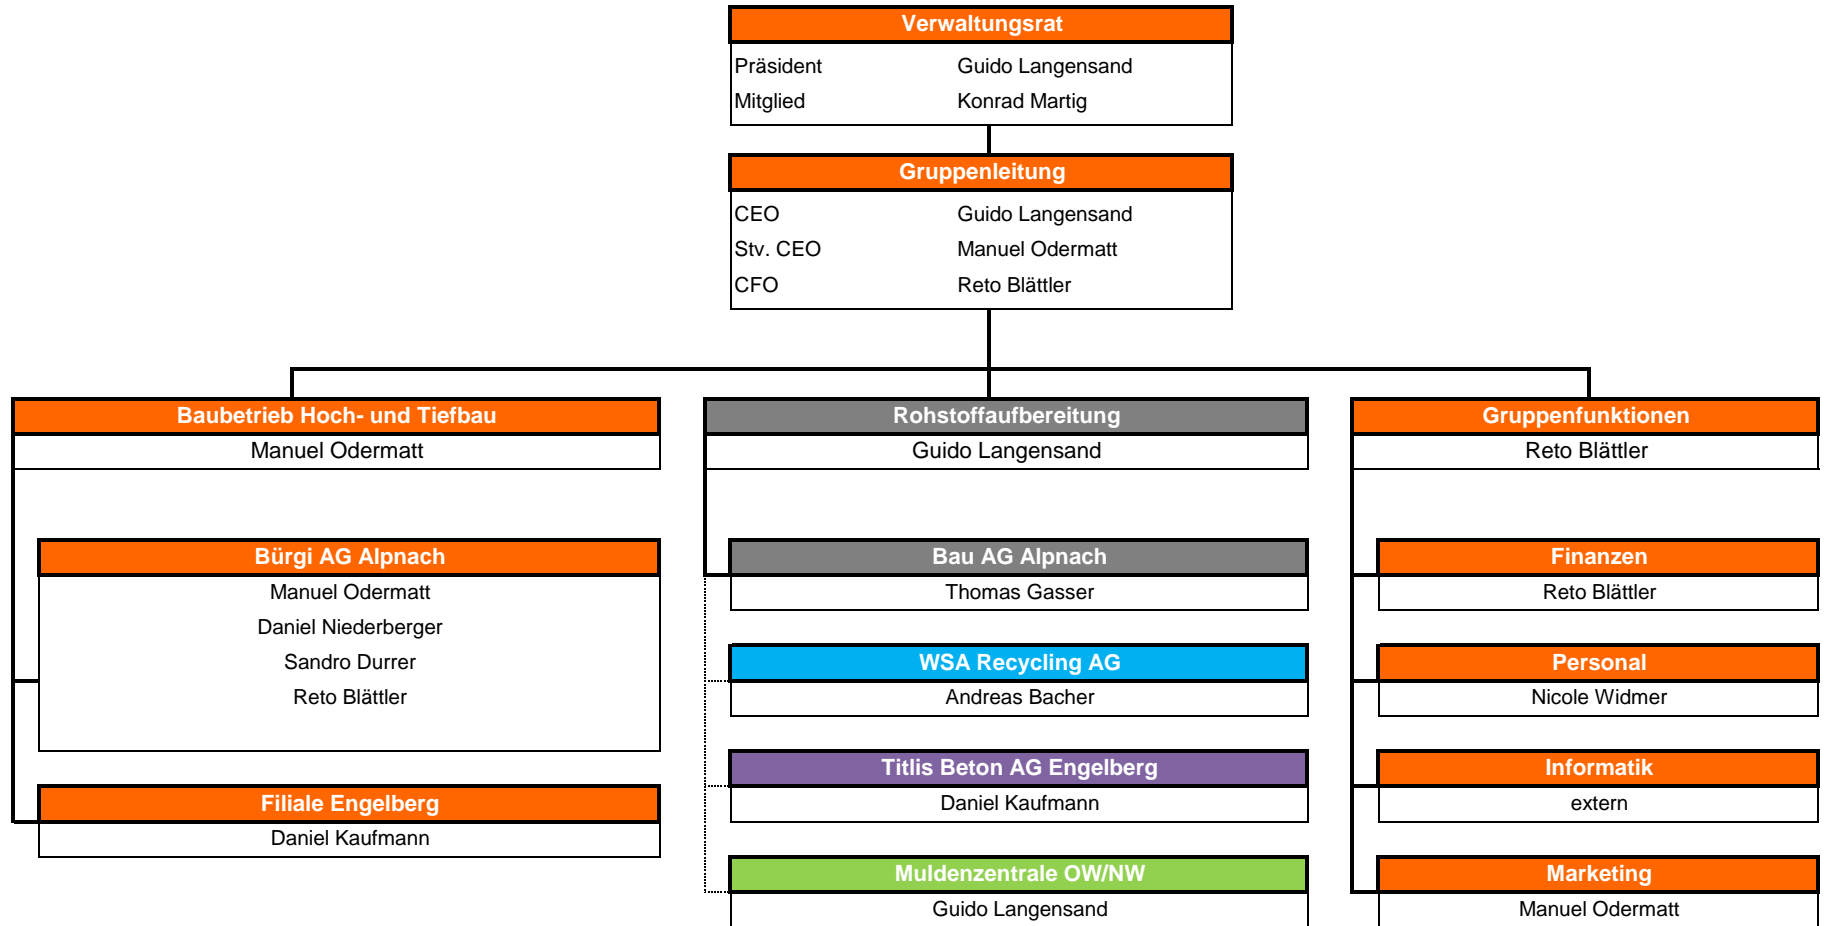 Verwaltungsrat
Präsident Guido Langensand
Mitglied Konrad Martig
Gruppenleitung
CEO Guido Langensand
Stv. CEO Manuel Odermatt
CFO Reto Blättler
Baubetrieb Hoch- und Tiefbau
Manuel Odermatt
Bürgi AG Alpnach
Manuel Odermatt
Daniel Niederberger
Sandro Durrer
Reto Blättler
Filiale Engelberg
Daniel Kaufmann
Rohstoffaufbereitung
Guido Langensand
Bau AG Alpnach
Thomas Gasser
WSA Recycling AG
Andreas Bacher
Titlis Beton AG Engelberg
Daniel Kaufmann
Muldenzentrale OW/NW
Guido Langensand
Gruppenfunktionen
Reto Blättler
Finanzen
Reto Blättler
Personal
Nicole Widmer
Informatik
extern
Marketing
Manuel Odermatt